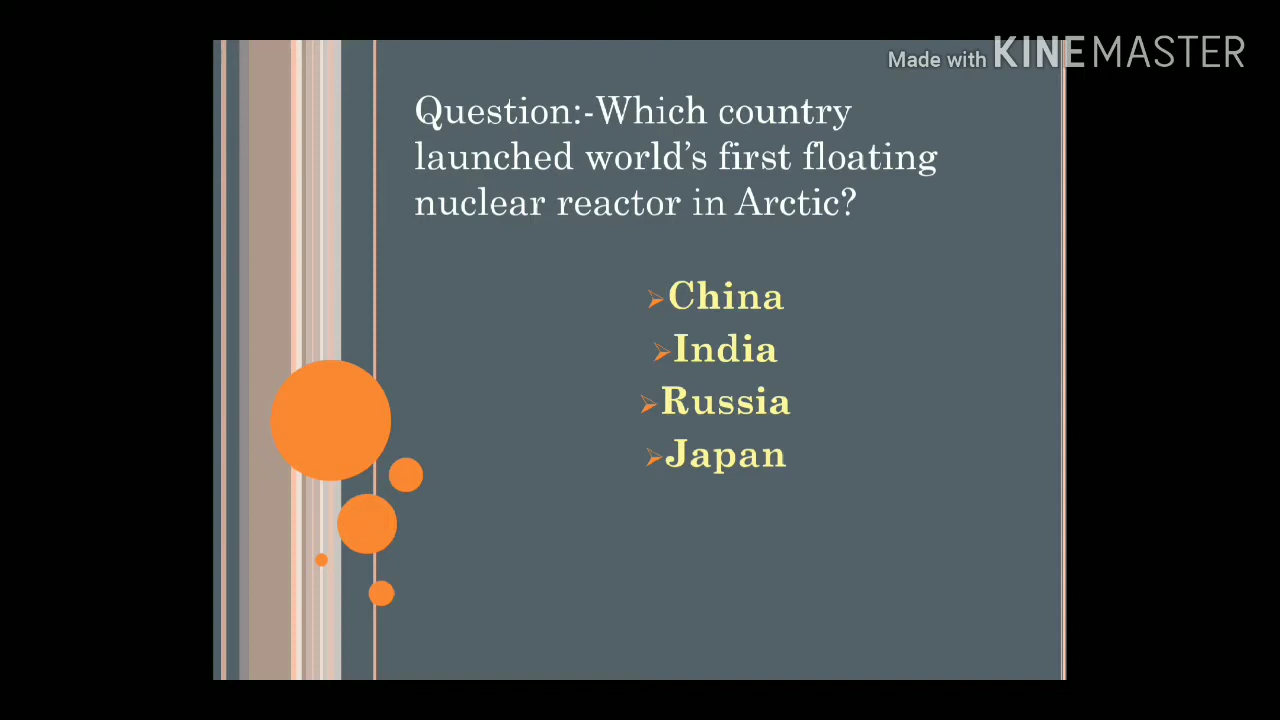 Made with KINEMASTER
Question:-Which country
launched world's first floating
nuclear reactor in Arctic?
China
India
Russia
Japan